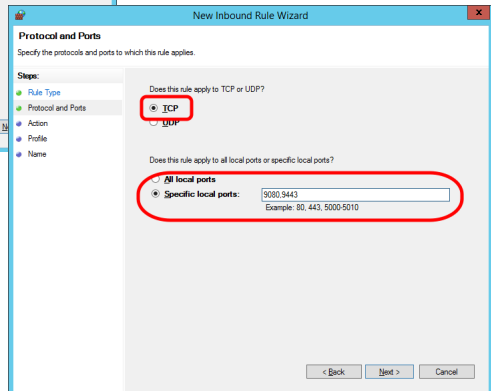 New Inbound Rule Wizard
x
Protocol and Ports
Specify the protocols and ports to which this rule applies.
Steps:
Rule Type
Protocol and Ports
Action
Profile
Name
Does this rule apply to TCP or UDP?
TCP
UDP
Does this rule apply to all local ports or specific local ports?
All local ports
Specific local ports:
9080,9443
Example: 80, 443, 5000-5010
< Back
Next >
Cancel